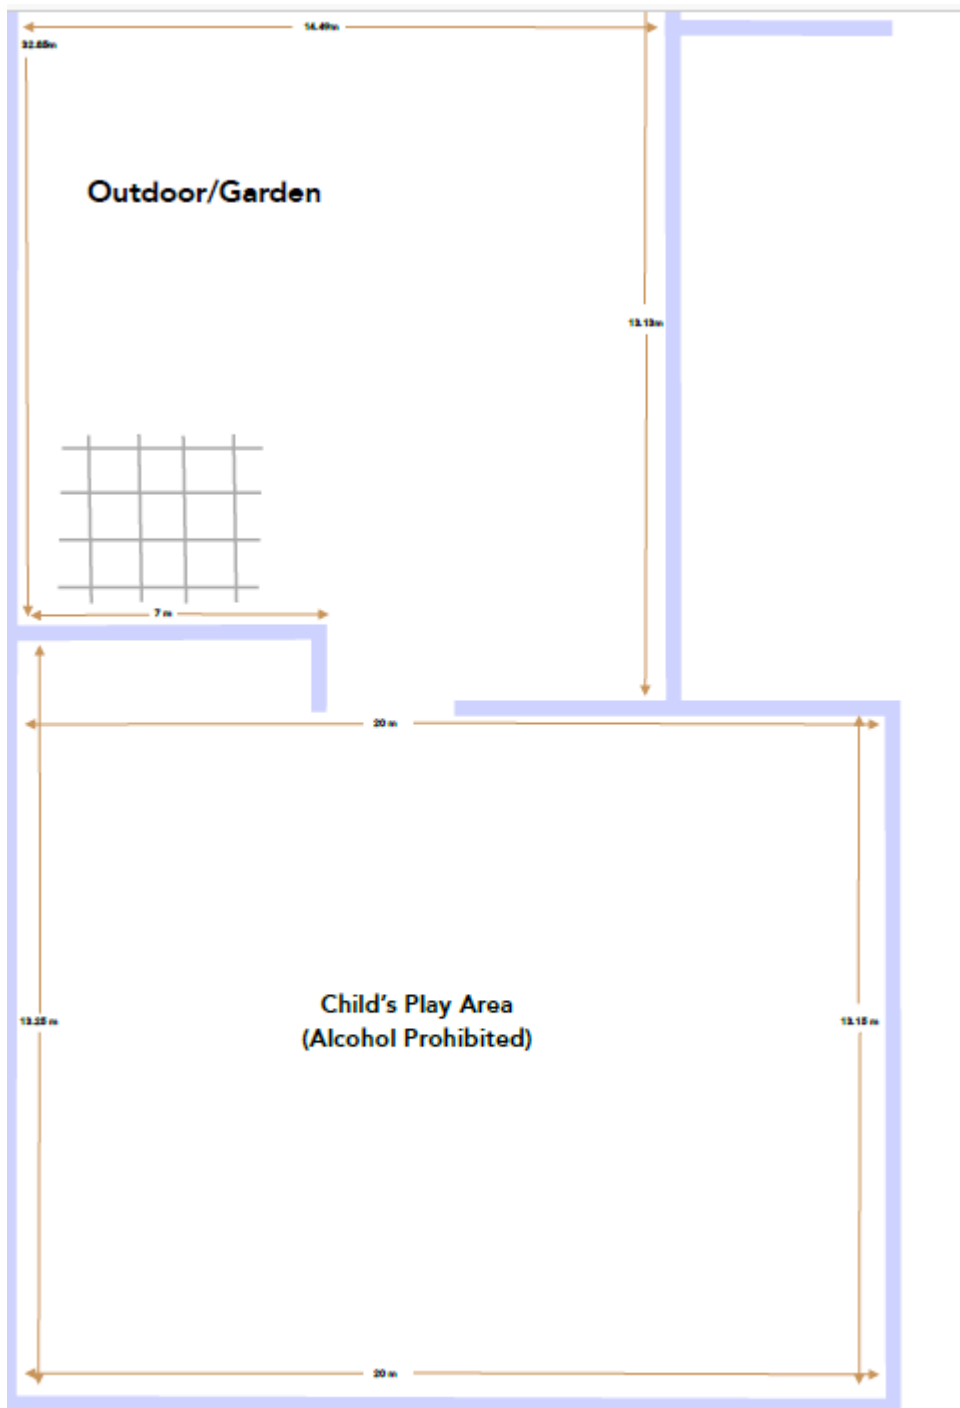 14.49m
32.65m
Outdoor/Garden
13.13m
7 m
20 m
Child's Play Area
(Alcohol Prohibited)
13.25 m
13.15 m
20 m